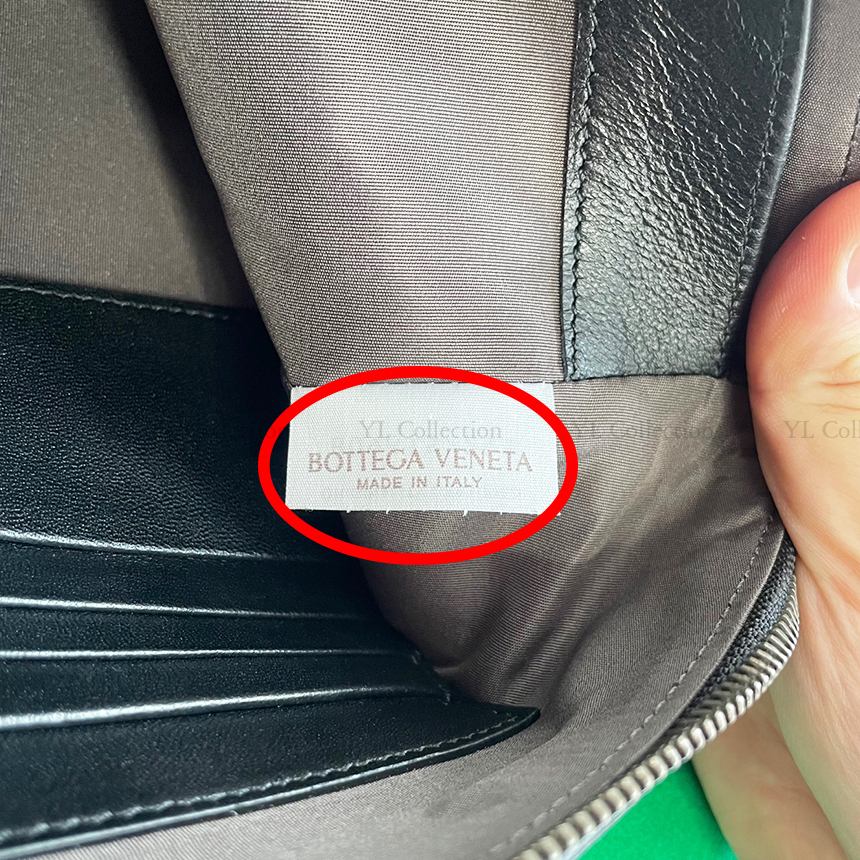 YL Collection YL Collection YL Coll
BOTTEGA VENETA
MADE IN ITALY